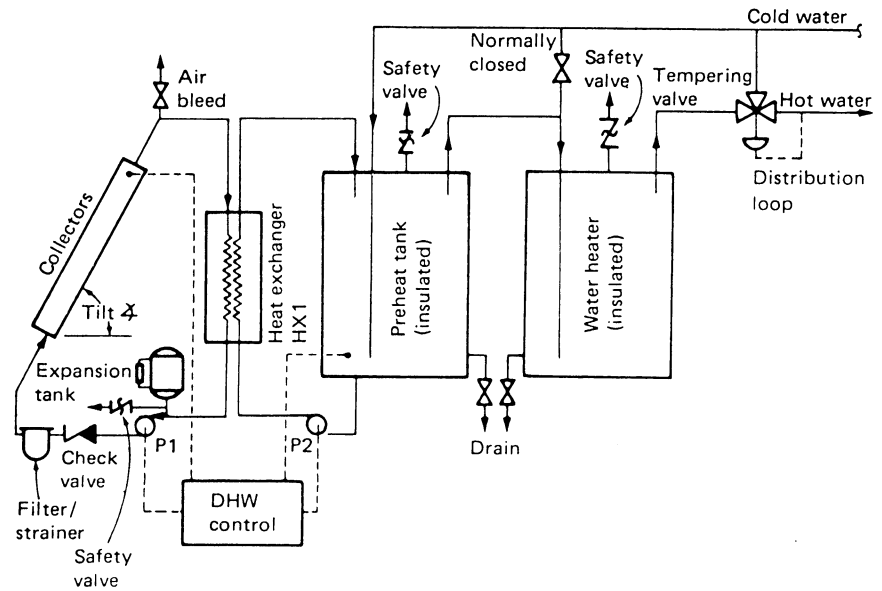 Cold water
Normally
closed
Safety
valve
Safety
valve
Tempering
valve
Hot water
Air
bleed
Distribution
loop
Collectors
Tilt ∡
Heat exchanger
HX1
Preheat tank
(insulated)
Water heater
(insulated)
Expansion
tank
P1
P2
Drain
Check
valve
DHW
control
Filter/
strainer
Safety
valve